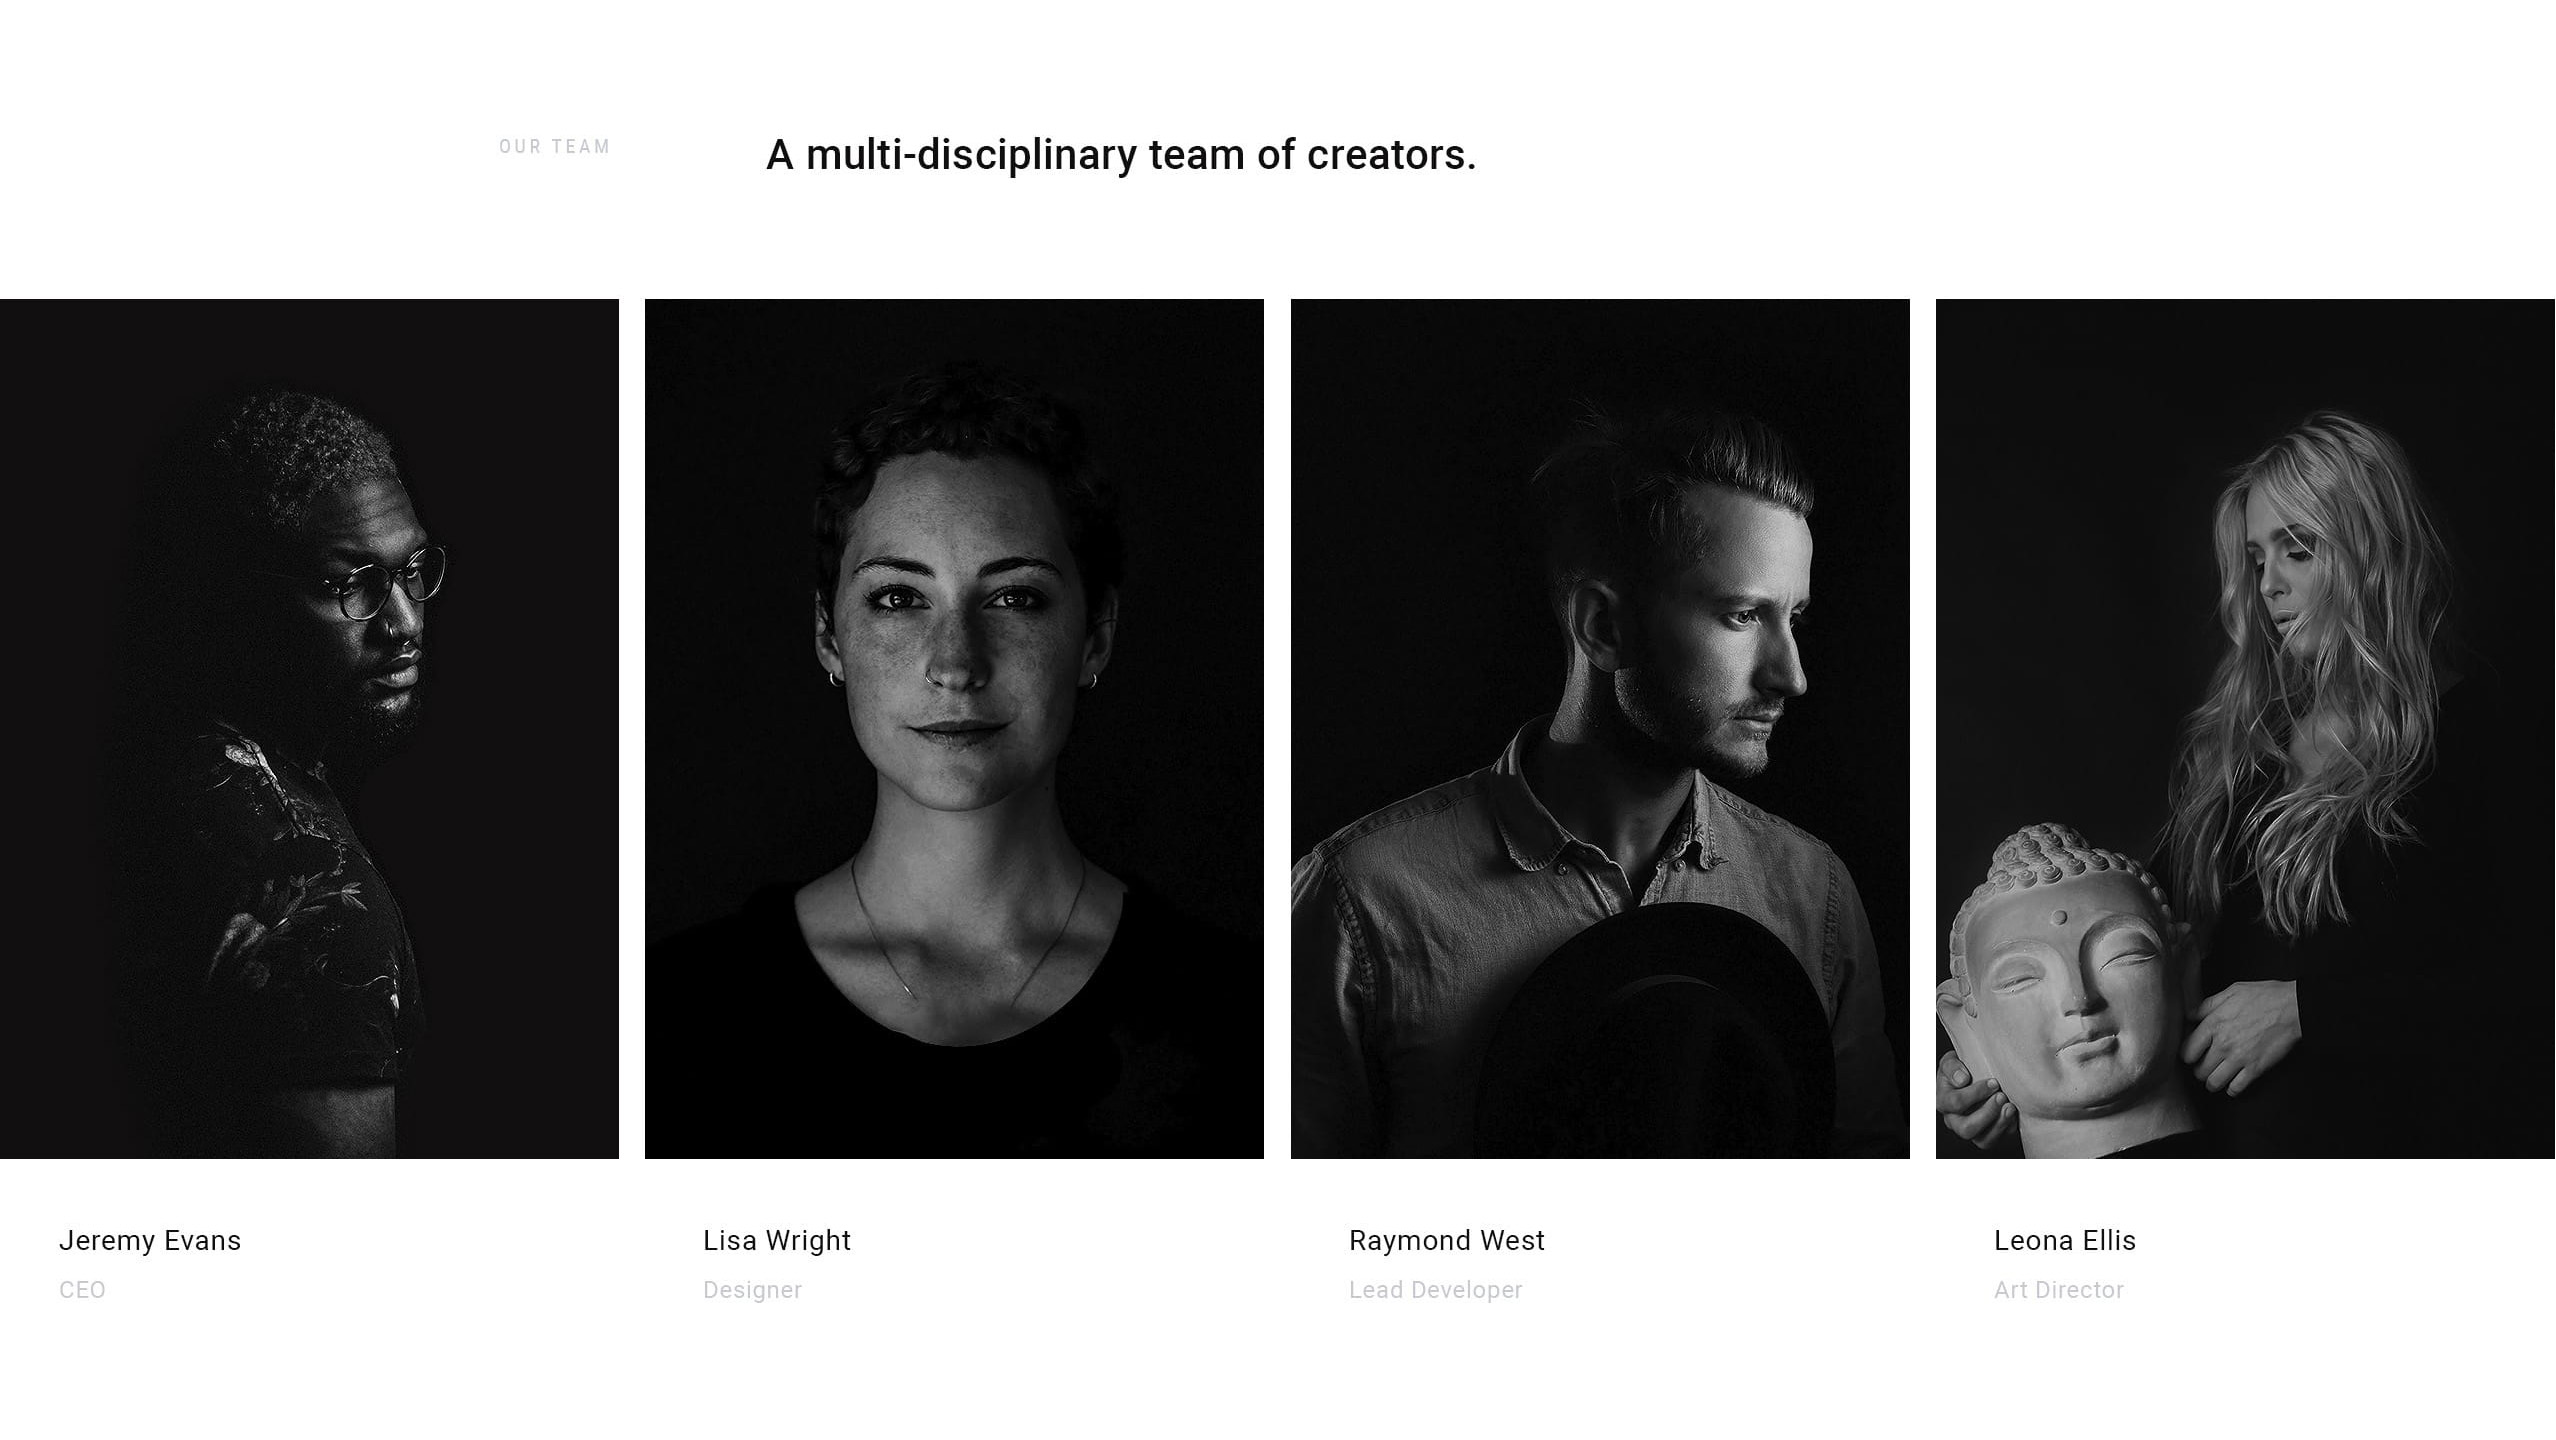 OUR TEAM
A multi-disciplinary team of creators.
Jeremy Evans
CEO
Lisa Wright
Designer
Raymond West
Lead Developer
Leona Ellis
Art Director